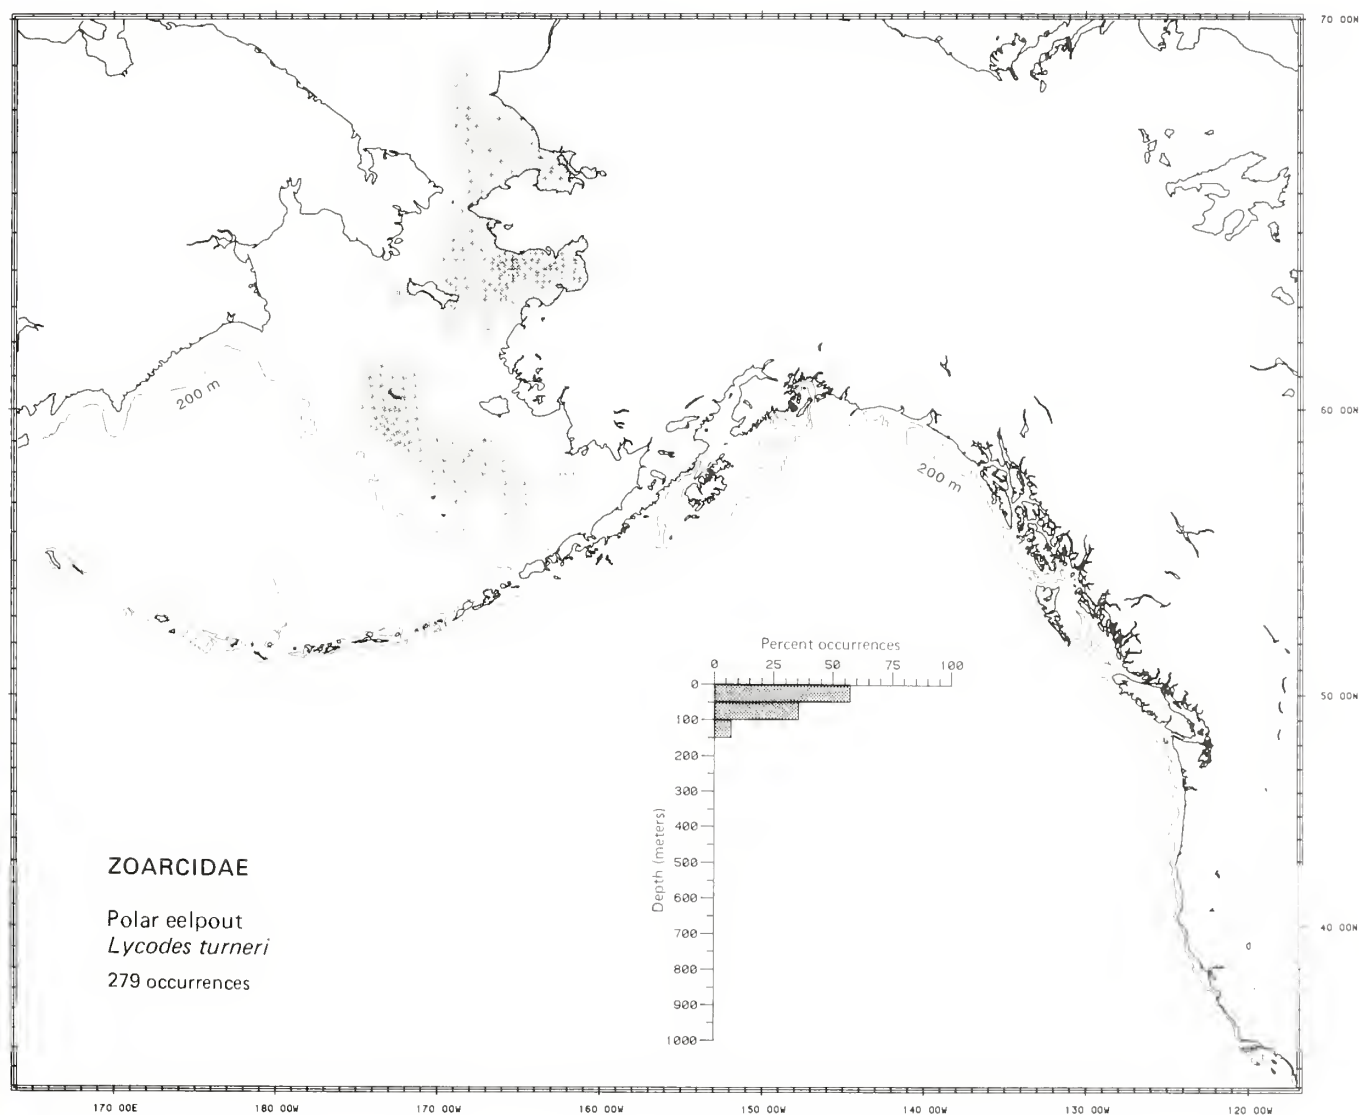 70 00N
200 m
60 00N
200 m
Percent occurrences
0 25 50 75 100
0
50 00N
100
200
300
400
500
600
700
800
900
1000
Depth (meters)
ZOARCIDAE
Polar eelpout
Lycodes turneri
279 occurrences
40 00N
170 00E 180 00W 170 00W 160 00W 150 00W 140 00W 130 00W 120 00W